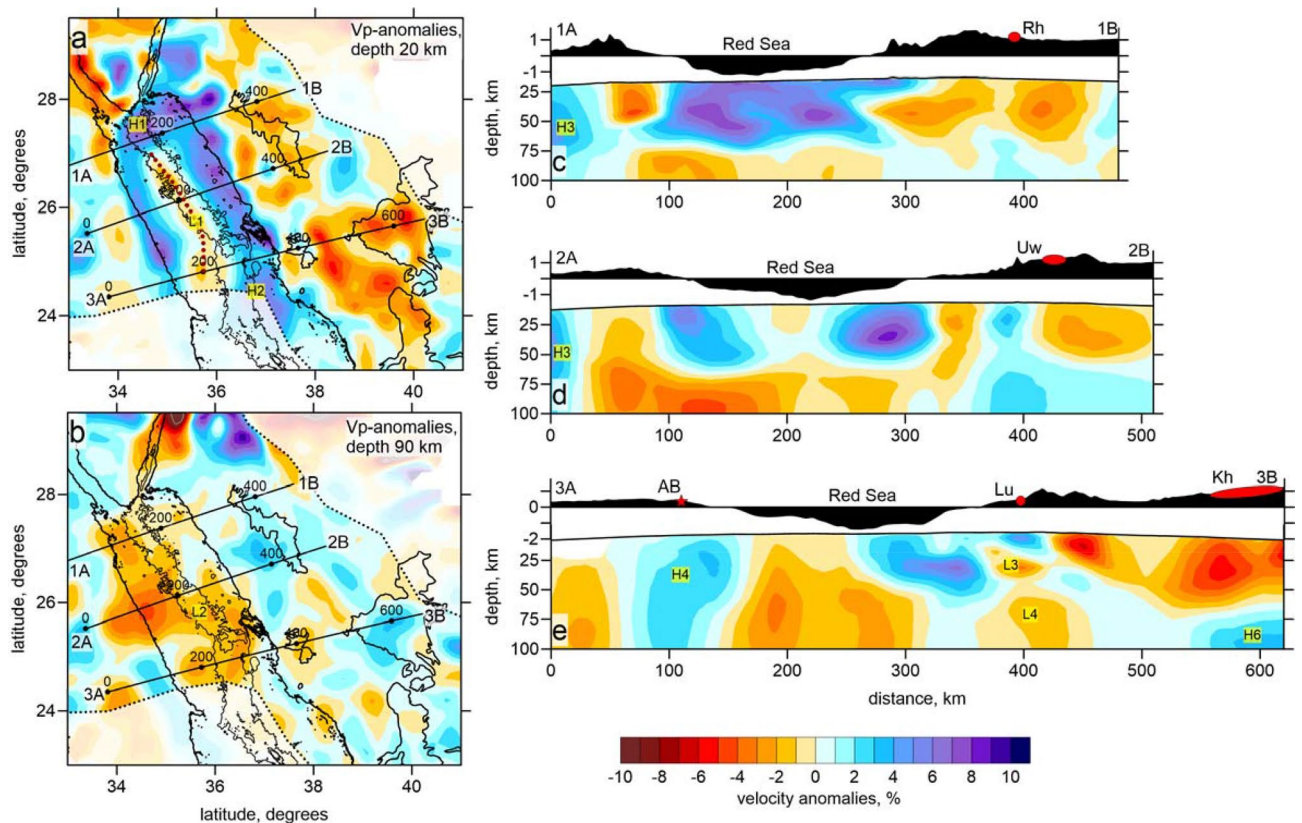 a
Vp-anomalies,
depth 20 km
28
26
24
34
36
38
40
latitude, degrees
H1
200
400
1B
1A
400
2B
0
200
L1
2A
600
3B
400
200
H2
0
3A
b
Vp-anomalies,
depth 90 km
28
26
24
34
36
38
40
latitude, degrees
latitude, degrees
200
400
1B
1A
400
2B
0
200
L2
2A
600
3B
400
200
0
3A
1A
Red Sea
Rh
1B
1
-1
depth, km
0
25
50
75
100
H3
c
0
100
200
300
400
2A
Red Sea
Uw
2B
1
-1
depth, km
0
25
50
75
100
H3
d
0
100
200
300
400
500
3A
AB
Red Sea
Lu
Kh
3B
0
-2
depth, km
25
50
75
100
H4
L3
L4
H6
e
0
100
200
300
400
500
600
distance, km
-10
-8
-6
-4
-2
0
2
4
6
8
10
velocity anomalies, %